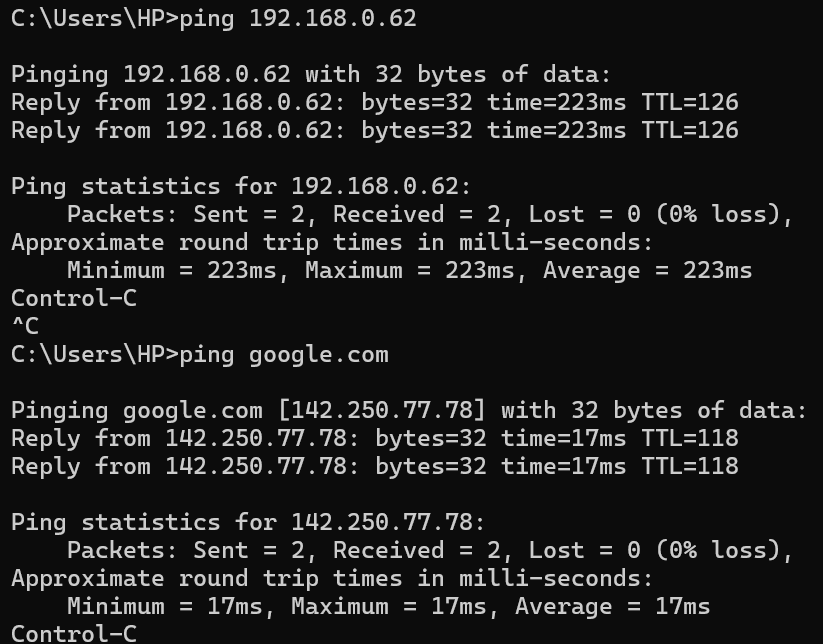 C:\Users\HP>ping 192.168.0.62
Pinging 192.168.0.62 with 32 bytes of data:
Reply from 192.168.0.62: bytes=32 time=223ms TTL=126
Reply from 192.168.0.62: bytes=32 time=223ms TTL=126
Ping statistics for 192.168.0.62:
    Packets: Sent = 2, Received = 2, Lost = 0 (0% loss),
Approximate round trip times in milli-seconds:
    Minimum = 223ms, Maximum = 223ms, Average = 223ms
Control-C
^C
C:\Users\HP>ping google.com
Pinging google.com [142.250.77.78] with 32 bytes of data:
Reply from 142.250.77.78: bytes=32 time=17ms TTL=118
Reply from 142.250.77.78: bytes=32 time=17ms TTL=118
Ping statistics for 142.250.77.78:
    Packets: Sent = 2, Received = 2, Lost = 0 (0% loss),
Approximate round trip times in milli-seconds:
    Minimum = 17ms, Maximum = 17ms, Average = 17ms
Control-C